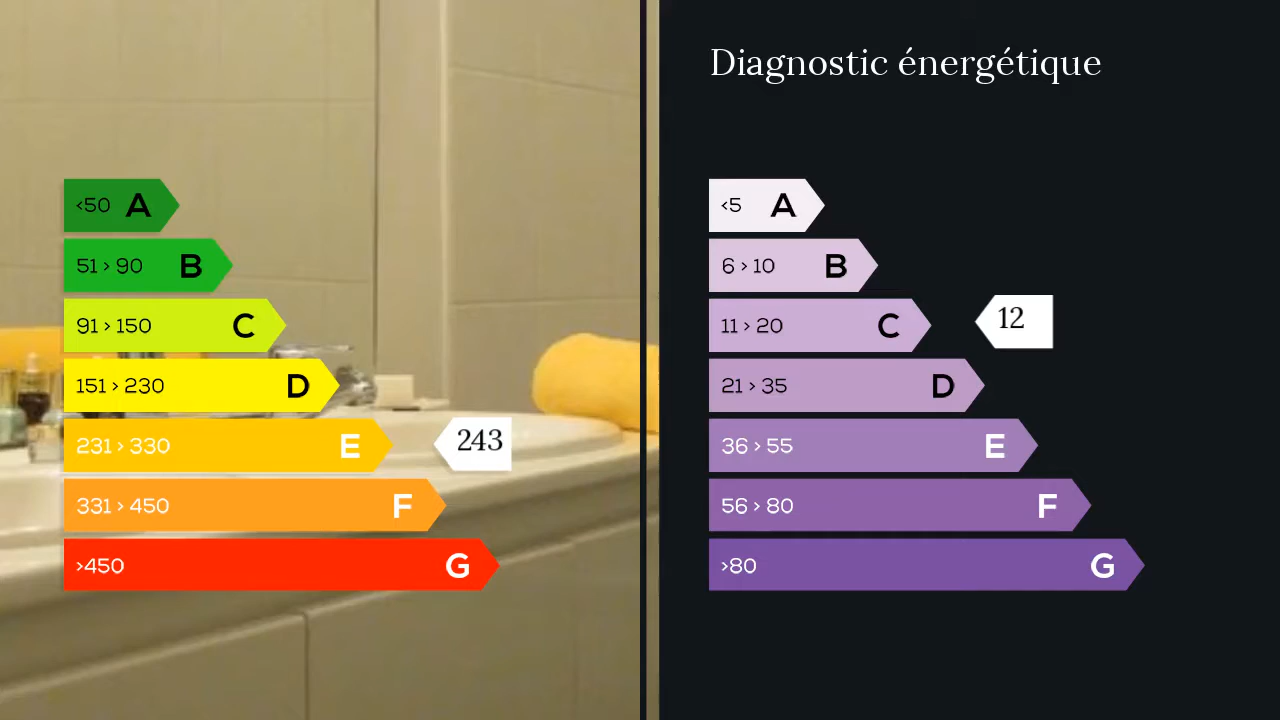 Diagnostic énergétique
<50 A
51 > 90 B
91 > 150 C
151 > 230 D
231 > 330 E
243
331 > 450 F
>450 G
<5 A
6 > 10 B
11 > 20 C
12
21 > 35 D
36 > 55 E
56 > 80 F
>80 G